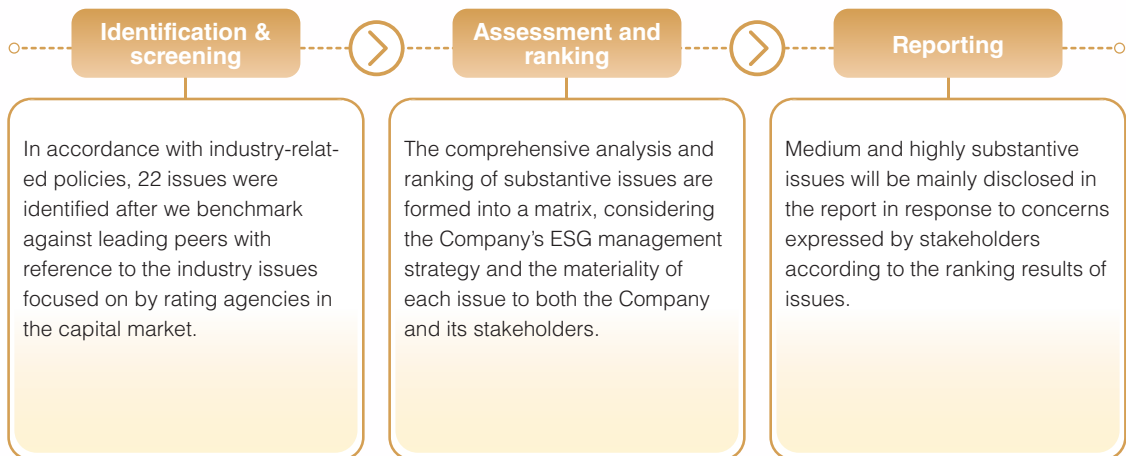 Identification &
screening
In accordance with industry-relat-
ed policies, 22 issues were
identified after we benchmark
against leading peers with
reference to the industry issues
focused on by rating agencies in
the capital market.
Assessment and
ranking
The comprehensive analysis and
ranking of substantive issues are
formed into a matrix, considering
the Company’s ESG management
strategy and the materiality of
each issue to both the Company
and its stakeholders.
Reporting
Medium and highly substantive
issues will be mainly disclosed in
the report in response to concerns
expressed by stakeholders
according to the ranking results of
issues.